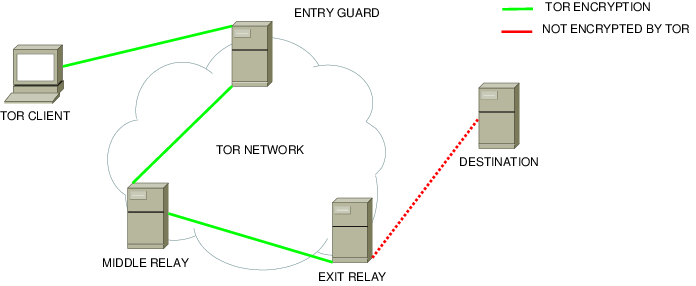 ENTRY GUARD
TOR ENCRYPTION
NOT ENCRYPTED BY TOR
TOR CLIENT
TOR NETWORK
DESTINATION
MIDDLE RELAY
EXIT RELAY